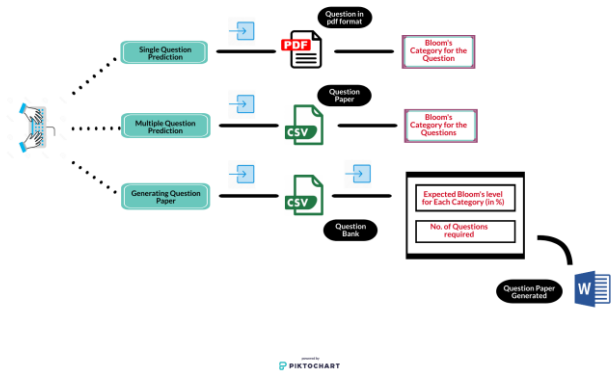 Question in
pdf format
Single Question
Prediction
PDF
Bloom's
Category for the
Question
Question
Paper
Multiple Question
Prediction
CSV
Bloom's
Category for the
Questions
Generating Question
Paper
CSV
Question
Bank
Expected Bloom's level
for Each Category (in %)
No. of Questions
required
Question Paper
Generated
W
powered by
PIKTOCHART